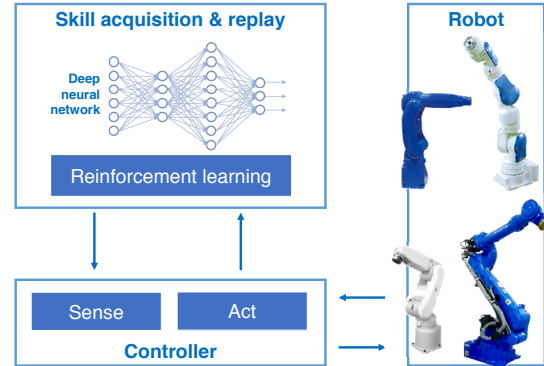 Skill acquisition & replay
Deep
neural
network
Reinforcement learning
Robot
Sense
Act
Controller